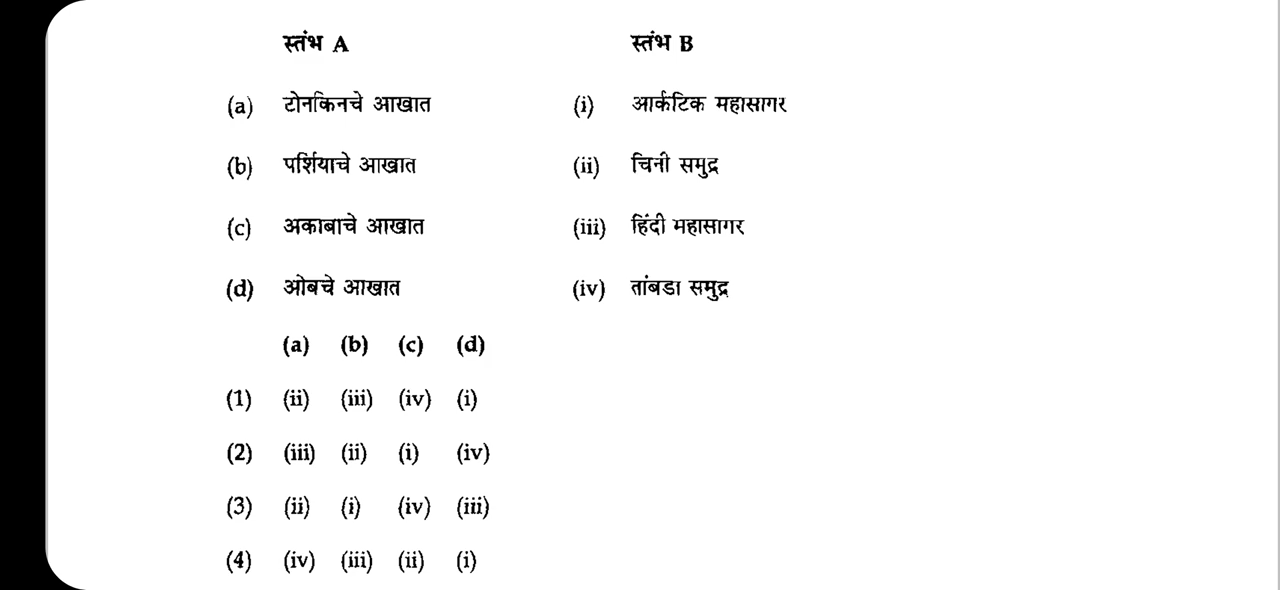 स्तंभ A स्तंभ B
(a) टोनकिनचे आखात (i) आर्कटिक महासागर
(b) पर्शियाचे आखात (ii) चिनी समुद्र
(c) अकाबाचे आखात (iii) हिंदी महासागर
(d) ओबचे आखात (iv) तांबडा समुद्र
(a) (b) (c) (d)
(1) (ii) (iii) (iv) (i)
(2) (iii) (ii) (i) (iv)
(3) (ii) (i) (iv) (iii)
(4) (iv) (iii) (ii) (i)